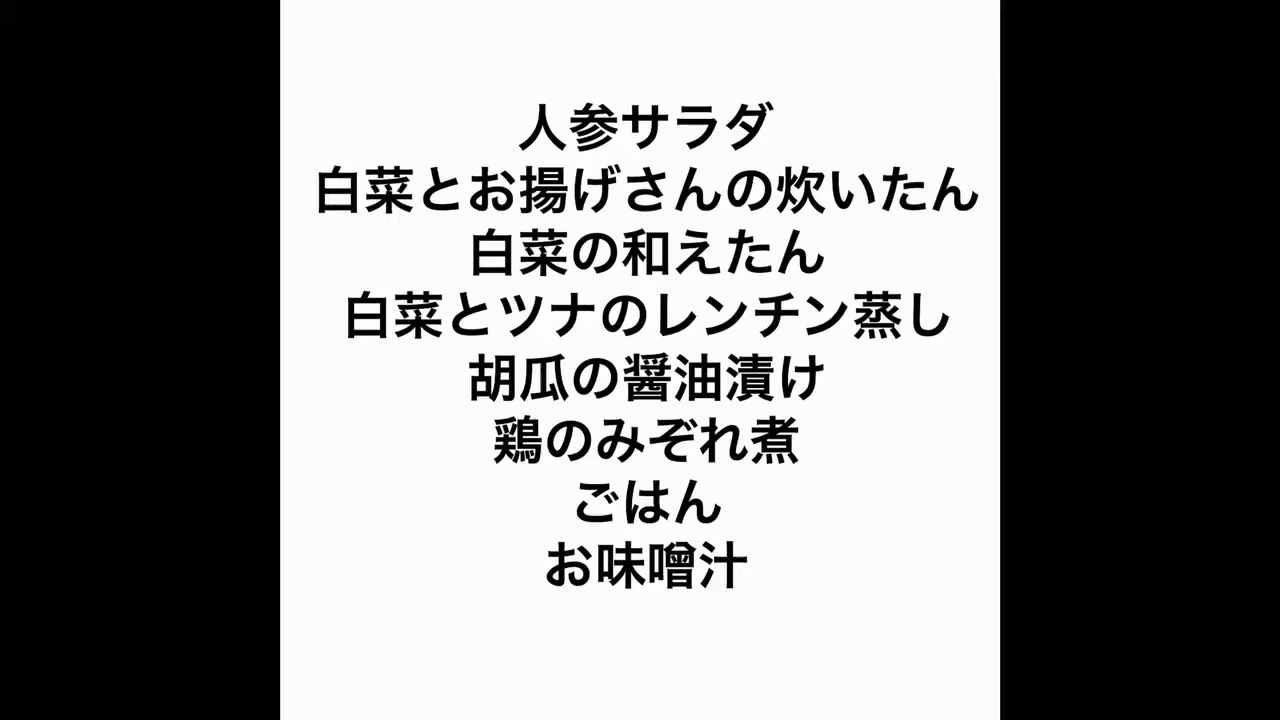 人参サラダ
白菜とお揚げさんの炊いたん
白菜の和えたん
白菜とツナのレンチン蒸し
胡瓜の醤油漬け
鶏のみぞれ煮
ごはん
お味噌汁